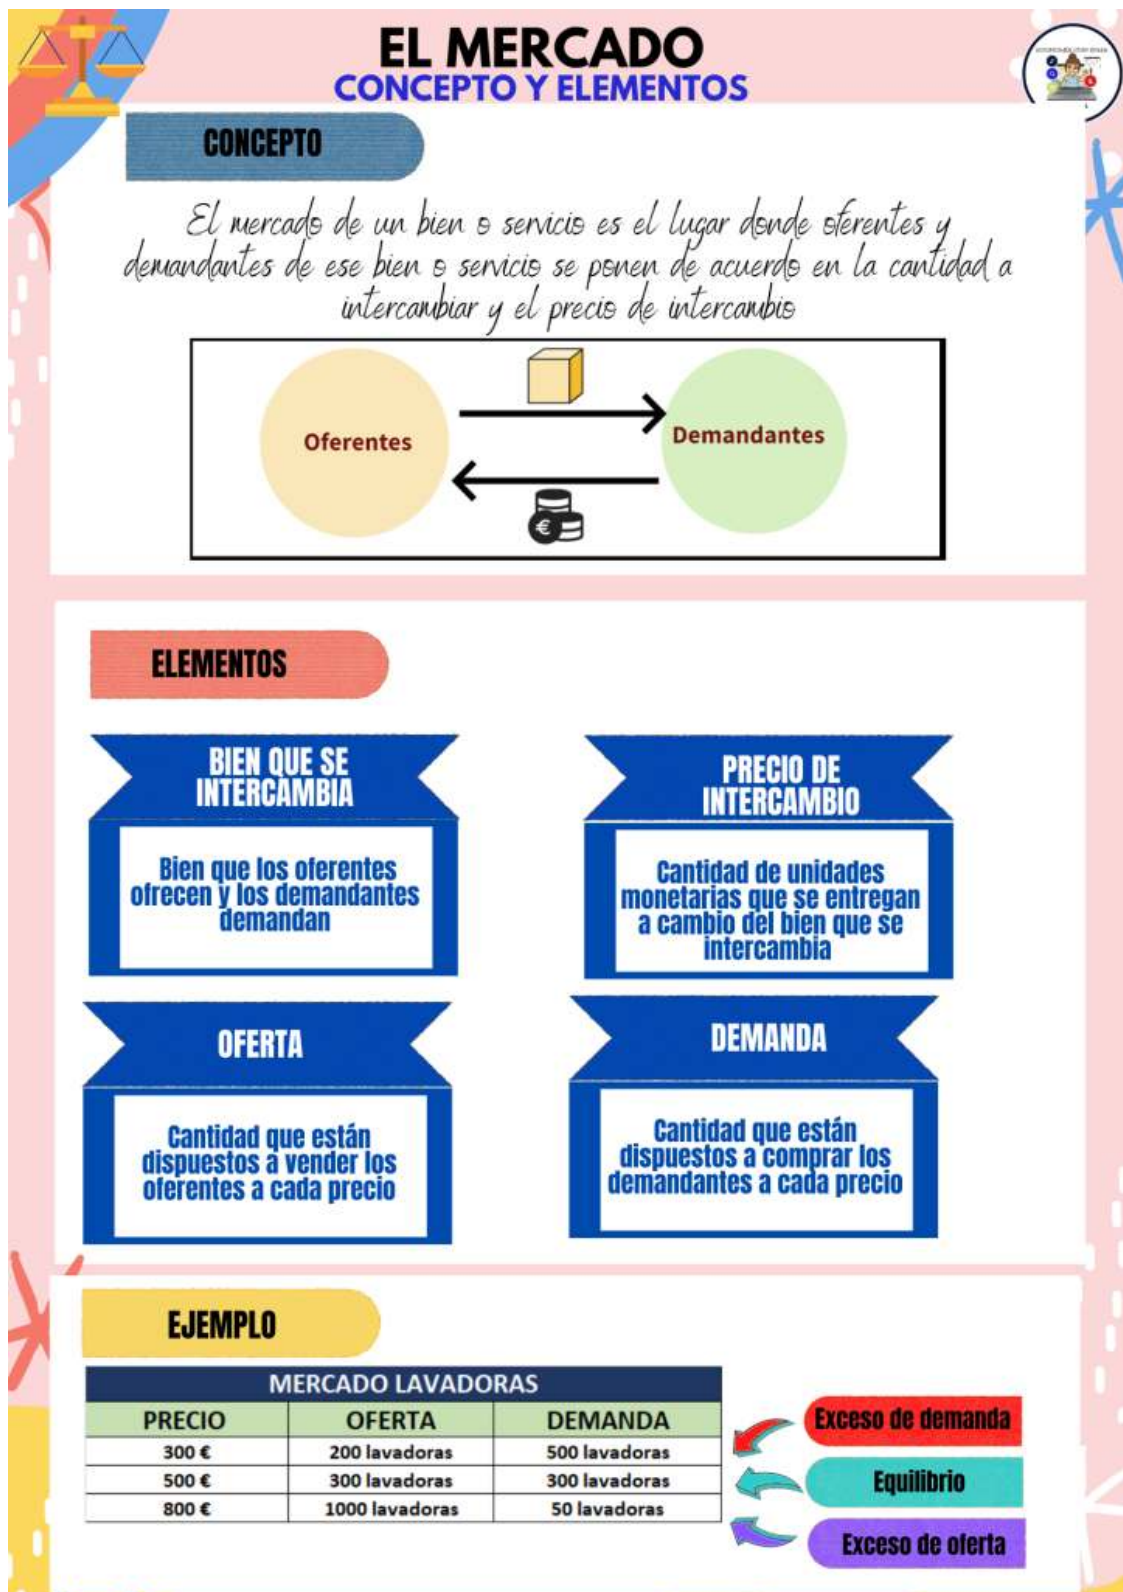 EL MERCADO
CONCEPTO Y ELEMENTOS
CONCEPTO
El mercado de un bien o servicio es el lugar donde oferentes y
demandantes de ese bien o servicio se ponen de acuerdo en la cantidad a
intercambiar y el precio de intercambio
Oferentes
Demandantes
€
ELEMENTOS
BIEN QUE SE
INTERCAMBIA
Bien que los oferentes
ofrecen y los demandantes
demandan
PRECIO DE
INTERCAMBIO
Cantidad de unidades
monetarias que se entregan
a cambio del bien que se
intercambia
OFERTA
Cantidad que están
dispuestos a vender los
oferentes a cada precio
DEMANDA
Cantidad que están
dispuestos a comprar los
demandantes a cada precio
EJEMPLO
MERCADO LAVADORAS
PRECIO OFERTA DEMANDA
300 € 200 lavadoras 500 lavadoras
500 € 300 lavadoras 300 lavadoras
800 € 1000 lavadoras 50 lavadoras
Exceso de demanda
Equilibrio
Exceso de oferta